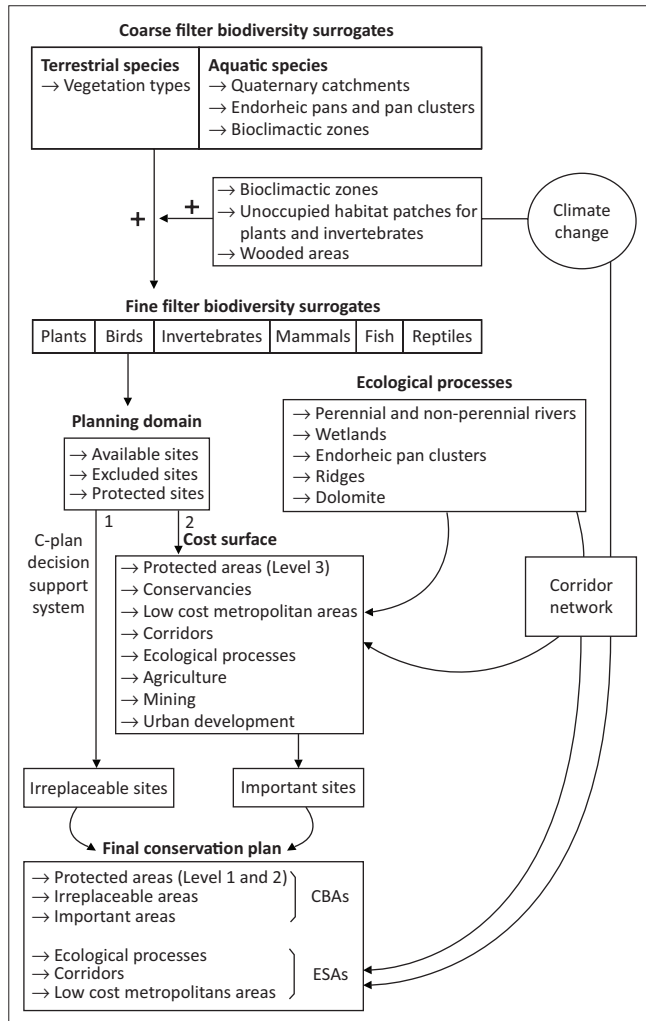 Coarse filter biodiversity surrogates
Terrestrial species
→ Vegetation types
Aquatic species
→ Quaternary catchments
→ Endorheic pans and pan clusters
→ Bioclimactic zones
+
+
→ Bioclimactic zones
→ Unoccupied habitat patches for
plants and invertebrates
→ Wooded areas
Climate
change
Fine filter biodiversity surrogates
Plants
Birds
Invertebrates
Mammals
Fish
Reptiles
Ecological processes
→ Perennial and non-perennial rivers
→ Wetlands
→ Endorheic pan clusters
→ Ridges
→ Dolomite
Planning domain
→ Available sites
→ Excluded sites
→ Protected sites
1
2
C-plan
decision
support
system
Cost surface
→ Protected areas (Level 3)
→ Conservancies
→ Low cost metropolitan areas
→ Corridors
→ Ecological processes
→ Agriculture
→ Mining
→ Urban development
Corridor
network
Irreplaceable sites
Important sites
Final conservation plan
→ Protected areas (Level 1 and 2)
→ Irreplaceable areas
→ Important areas
CBAs
→ Ecological processes
→ Corridors
→ Low cost metropolitans areas
ESAs